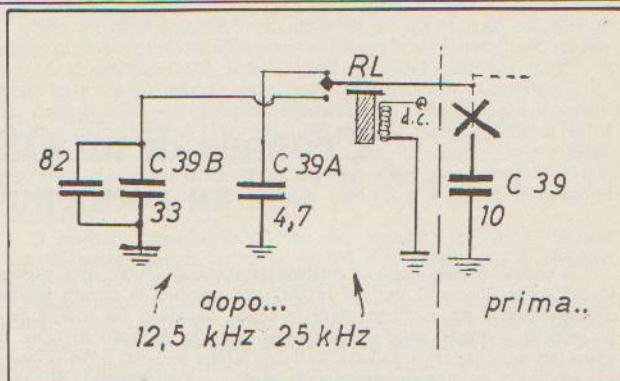 RL
d.c.
82
C 39B
33
C 39A
4,7
C 39
10
dopo...
12,5 kHz 25 kHz
prima..